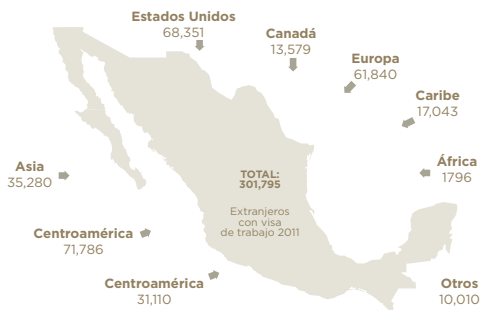 Estados Unidos
68,351
Canadá
13,579
Europa
61,840
Caribe
17,043
África
1796
Asia
35,280
TOTAL:
301,795
Extranjeros
con visa
de trabajo 2011
Centroamérica
71,786
Centroamérica
31,110
Otros
10,010